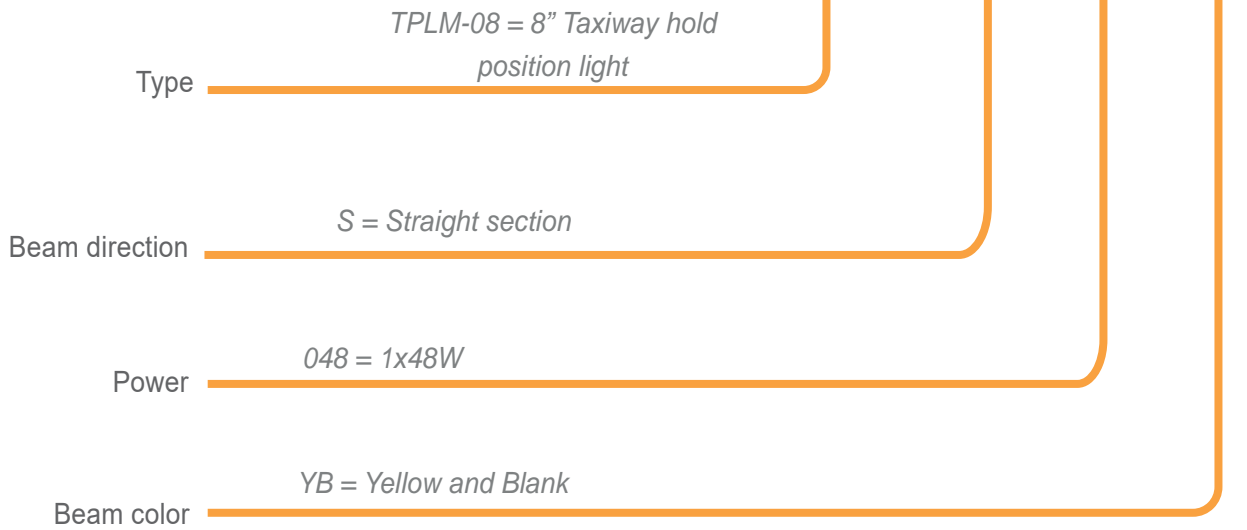 TPLM-08 = 8” Taxiway hold
position light
Type
S = Straight section
Beam direction
048 = 1x48W
Power
YB = Yellow and Blank
Beam color